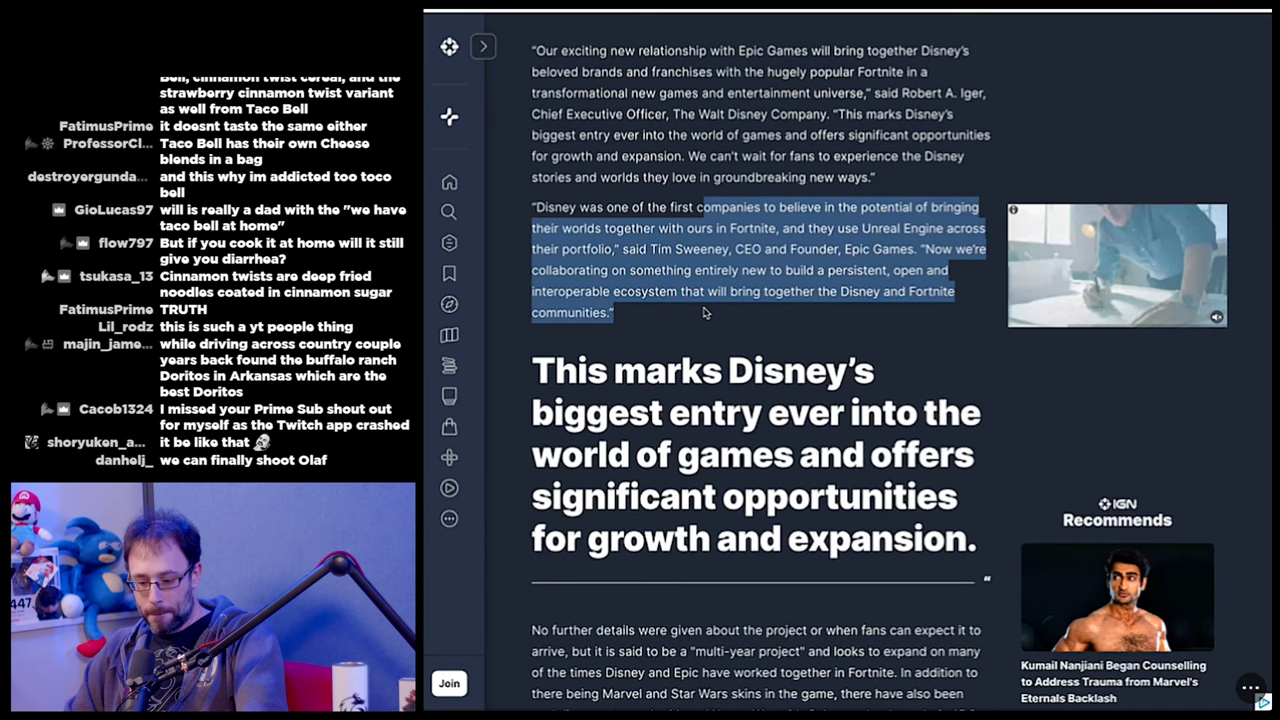 Bell, cinnamon twist cereal, and the
strawberry cinnamon twist variant
as well from Taco Bell
FatimusPrime it doesnt taste the same either
ProfessorCl... Taco Bell has their own Cheese
blends in a bag
destroyergunda... and this why im addicted too toco
bell
GioLucas97 will is really a dad with the "we have
taco bell at home"
flow797 But if you cook it at home will it still
give you diarrhea?
tsukasa_13 Cinnamon twists are deep fried
noodles coated in cinnamon sugar
FatimusPrime TRUTH
Lil_rodz this is such a yt people thing
majin_jame... while driving across country couple
years back found the buffalo ranch
Doritos in Arkansas which are the
best Doritos
Cacob1324 I missed your Prime Sub shout out
for myself as the Twitch app crashed
shoryuken_a... it be like that
danhelj_ we can finally shoot Olaf
447
“Our exciting new relationship with Epic Games will bring together Disney’s
beloved brands and franchises with the hugely popular Fortnite in a
transformational new games and entertainment universe,” said Robert A. Iger,
Chief Executive Officer, The Walt Disney Company. “This marks Disney’s
biggest entry ever into the world of games and offers significant opportunities
for growth and expansion. We can’t wait for fans to experience the Disney
stories and worlds they love in groundbreaking new ways.”
“Disney was one of the first companies to believe in the potential of bringing
their worlds together with ours in Fortnite, and they use Unreal Engine across
their portfolio,” said Tim Sweeney, CEO and Founder, Epic Games. “Now we’re
collaborating on something entirely new to build a persistent, open and
interoperable ecosystem that will bring together the Disney and Fortnite
communities.”
This marks Disney’s
biggest entry ever into the
world of games and offers
significant opportunities
for growth and expansion.
“
No further details were given about the project or when fans can expect it to
arrive, but it is said to be a "multi-year project" and looks to expand on many
of the times Disney and Epic have worked together in Fortnite. In addition to
there being Marvel and Star Wars skins in the game, there have also been
Join
IGN
Recommends
Kumail Nanjiani Began Counselling
to Address Trauma from Marvel's
Eternals Backlash